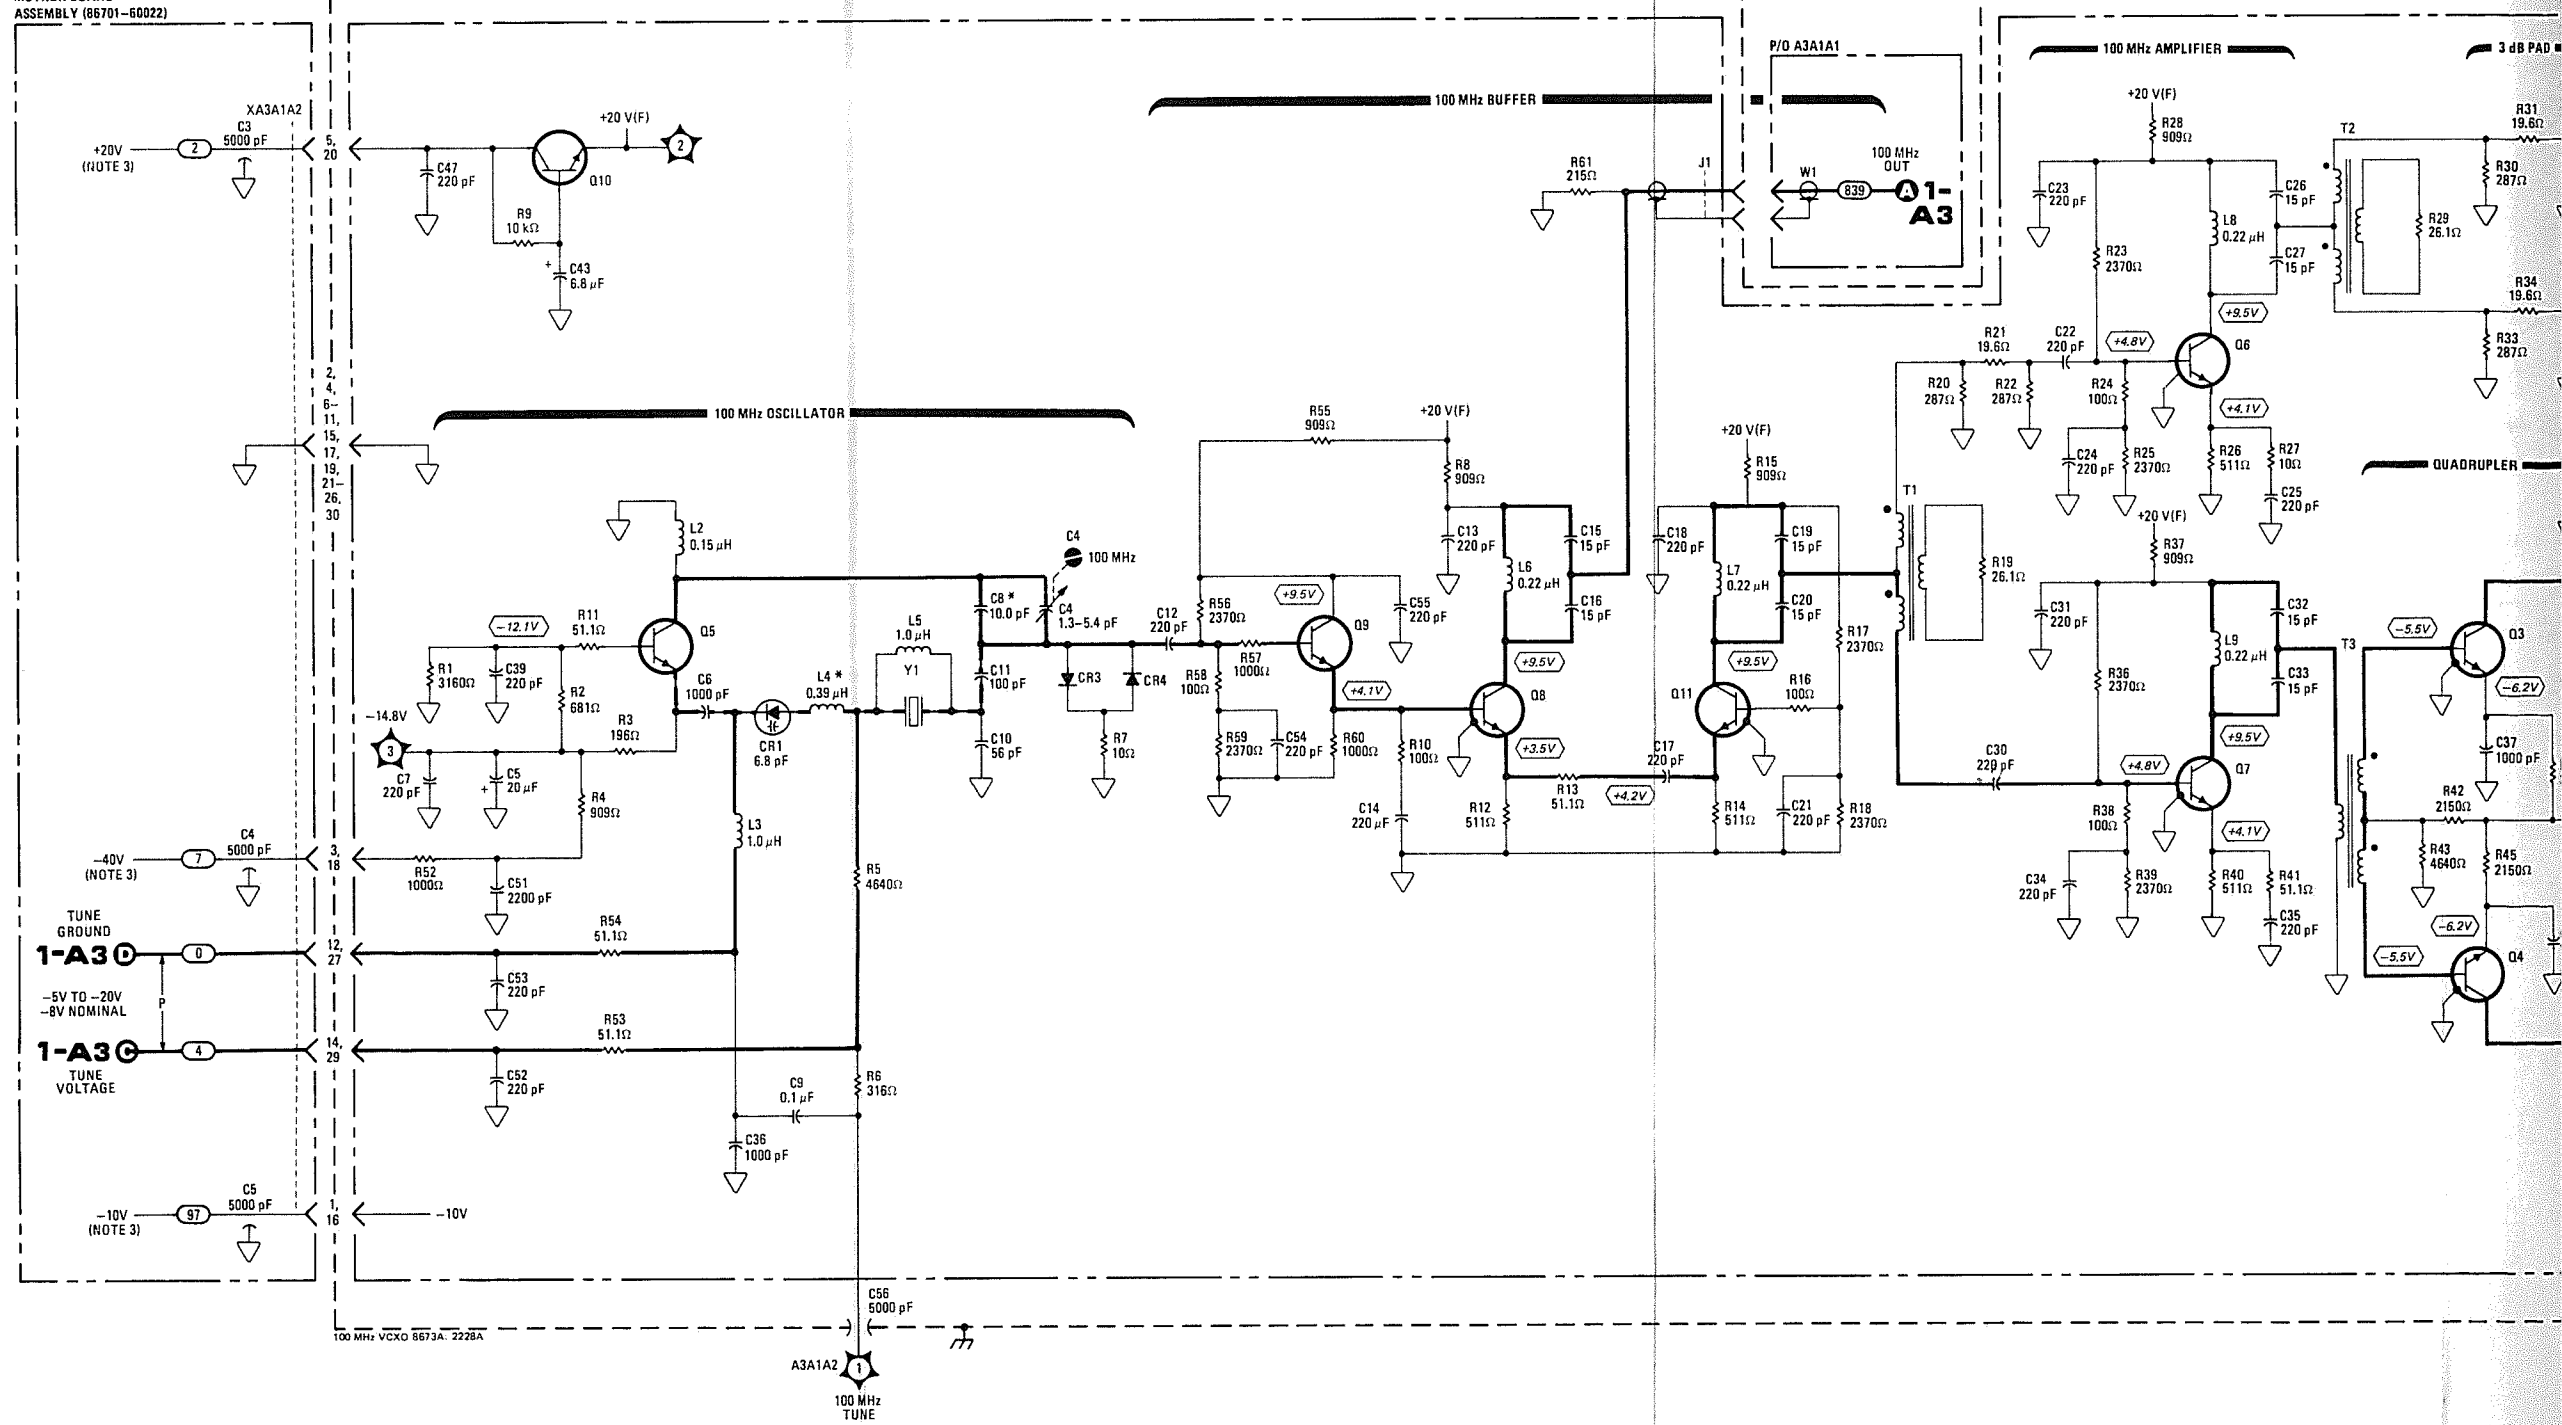 ASSEMBLY (86701-60022)
XA3A1A2
C3
5000 pF
+20V
(NOTE 3)
2
5,
20
C47
220 pF
Q10
+20 V(F)
2
R9
10 kΩ
+
C43
6.8 µF
2,
4,
6–
11,
15,
17,
19,
21–
26,
30
100 MHz OSCILLATOR
L2
0.15 µH
R11
51.1Ω
−12.1V
Q5
R1
3160Ω
C39
220 pF
R2
681Ω
−14.8V
3
R3
196Ω
C7
220 pF
C5
20 µF
+
R4
909Ω
C6
1000 pF
CR1
6.8 pF
L4 *
0.39 µH
L5
1.0 µH
Y1
C8 *
10.0 pF
C4
100 MHz
C4
1.3–5.4 pF
C11
100 pF
C10
56 pF
CR3
CR4
R7
10Ω
L3
1.0 µH
C4
5000 pF
−40V
(NOTE 3)
7
3,
18
R52
1000Ω
C51
2200 pF
TUNE
GROUND
1-A3 D
0
12,
27
R54
51.1Ω
C53
220 pF
−5V TO −20V
−8V NOMINAL
P
1-A3 C
4
TUNE
VOLTAGE
14,
29
R53
51.1Ω
C52
220 pF
R5
4640Ω
R6
316Ω
C9
0.1 µF
C36
1000 pF
C5
5000 pF
−10V
(NOTE 3)
97
1,
16
−10V
C56
5000 pF
100 MHz VCXO 8673A: 2228A
A3A1A2
1
100 MHz
TUNE
100 MHz BUFFER
R61
215Ω
J1
P/O A3A1A1
W1
839
100 MHz
OUT
A 1-
A3
R55
909Ω
+20 V(F)
R8
909Ω
C12
220 pF
R56
2370Ω
+9.5V
Q9
C55
220 pF
R57
1000Ω
R58
100Ω
R59
2370Ω
C54
220 pF
R60
1000Ω
+4.1V
R10
100Ω
C14
220 µF
C13
220 pF
L6
0.22 µH
C15
15 pF
C16
15 pF
+9.5V
Q8
+3.5V
R12
511Ω
R13
51.1Ω
C17
220 pF
+4.2V
+20 V(F)
R15
909Ω
C18
220 pF
L7
0.22 µH
C19
15 pF
C20
15 pF
+9.5V
Q11
R16
100Ω
R17
2370Ω
R14
511Ω
C21
220 pF
R18
2370Ω
T1
R19
26.1Ω
100 MHz AMPLIFIER
+20 V(F)
R28
909Ω
C23
220 pF
R23
2370Ω
L8
0.22 µH
C26
15 pF
C27
15 pF
T2
R29
26.1Ω
+9.5V
Q6
R21
19.6Ω
C22
220 pF
+4.8V
R20
287Ω
R22
287Ω
R24
100Ω
+4.1V
C24
220 pF
R25
2370Ω
R26
511Ω
R27
10Ω
C25
220 pF
3 dB PAD
R31
19.6Ω
R30
287Ω
R34
19.6Ω
R33
287Ω
QUADRUPLER
+20 V(F)
R37
909Ω
C31
220 pF
R36
2370Ω
L9
0.22 µH
C32
15 pF
C33
15 pF
+9.5V
Q7
C30
220 pF
+4.8V
R38
100Ω
+4.1V
C34
220 pF
R39
2370Ω
R40
511Ω
R41
51.1Ω
C35
220 pF
T3
−5.5V
Q3
−6.2V
C37
1000 pF
R42
2150Ω
R43
4640Ω
R45
2150Ω
−6.2V
−5.5V
Q4